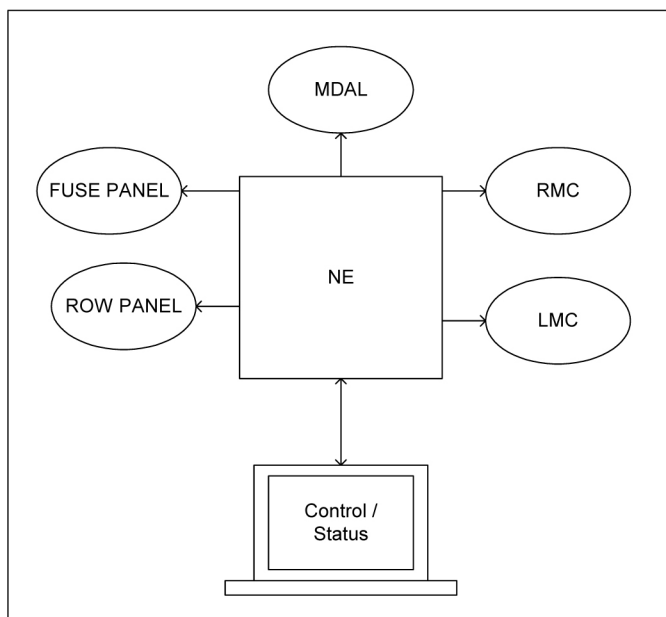 MDAL
FUSE PANEL
RMC
NE
ROW PANEL
LMC
Control /
Status